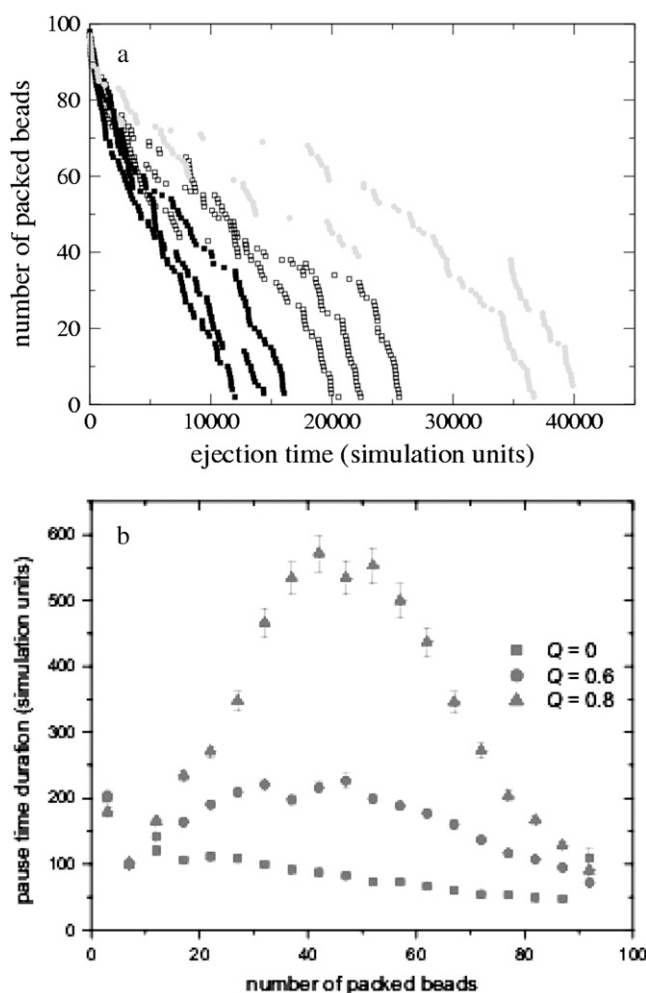 100
80
60
40
20
0
a
number of packed beads
0 10000 20000 30000 40000
ejection time (simulation units)
600
500
400
300
200
100
0
b
pause time duration (simulation units)
Q = 0
Q = 0.6
Q = 0.8
0 20 40 60 80 100
number of packed beads